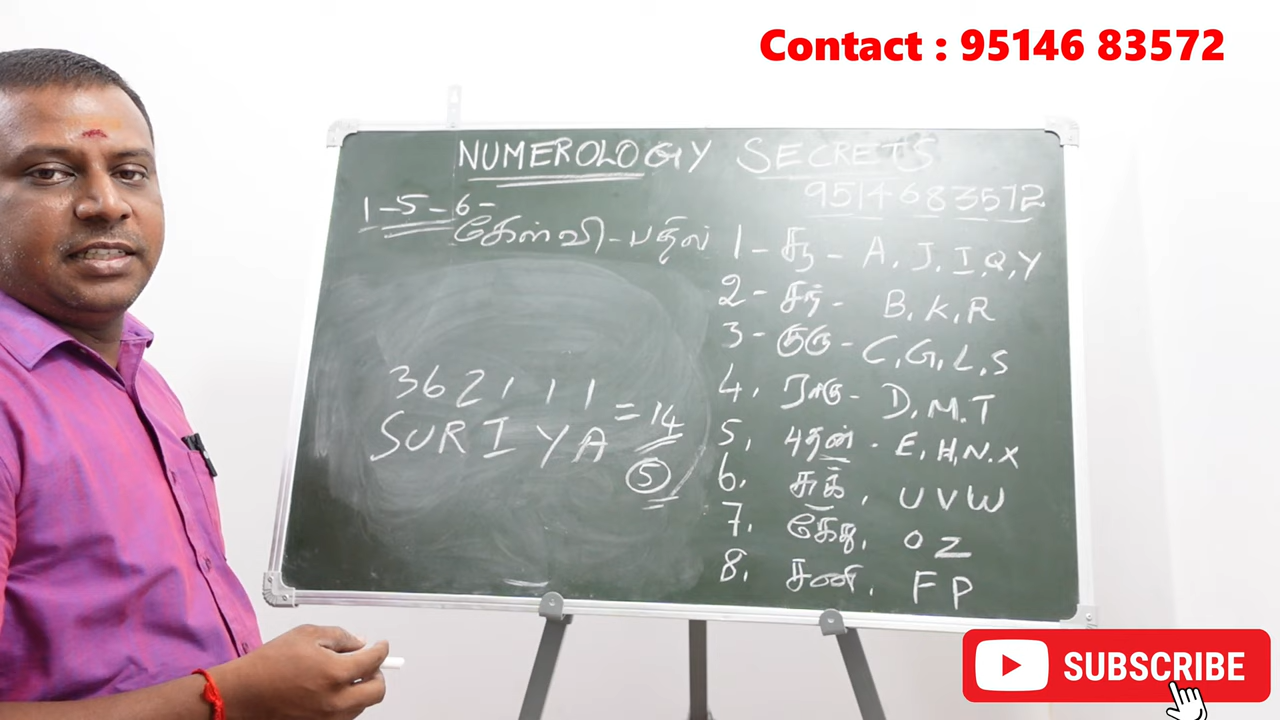 Contact : 95146 83572
NUMEROLOGY SECRETS
9514683572
1-5-6-
கேள்வி-பதில்
1 - சூ - A, J, I, Q, Y
2 - சந் - B, K, R
3 - குரு - C, G, L, S
4. ராகு - D, M, T
5. புதன் - E, H, N, X
6. சுக், U V W
7. கேது, O Z
8. சனி, F P
3 6 2 1 1 1
SURIYA = 14
5
SUBSCRIBE